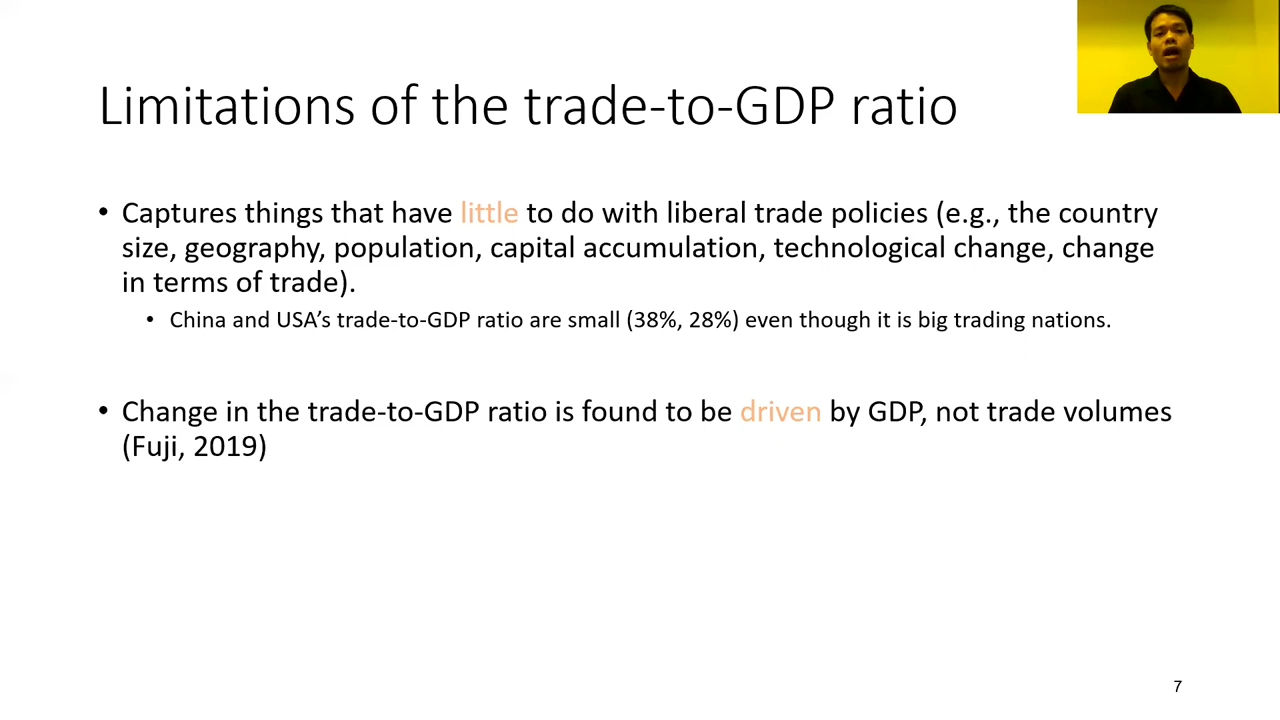 Limitations of the trade-to-GDP ratio
• Captures things that have little to do with liberal trade policies (e.g., the country
size, geography, population, capital accumulation, technological change, change
in terms of trade).
• China and USA’s trade-to-GDP ratio are small (38%, 28%) even though it is big trading nations.
• Change in the trade-to-GDP ratio is found to be driven by GDP, not trade volumes
(Fuji, 2019)
7